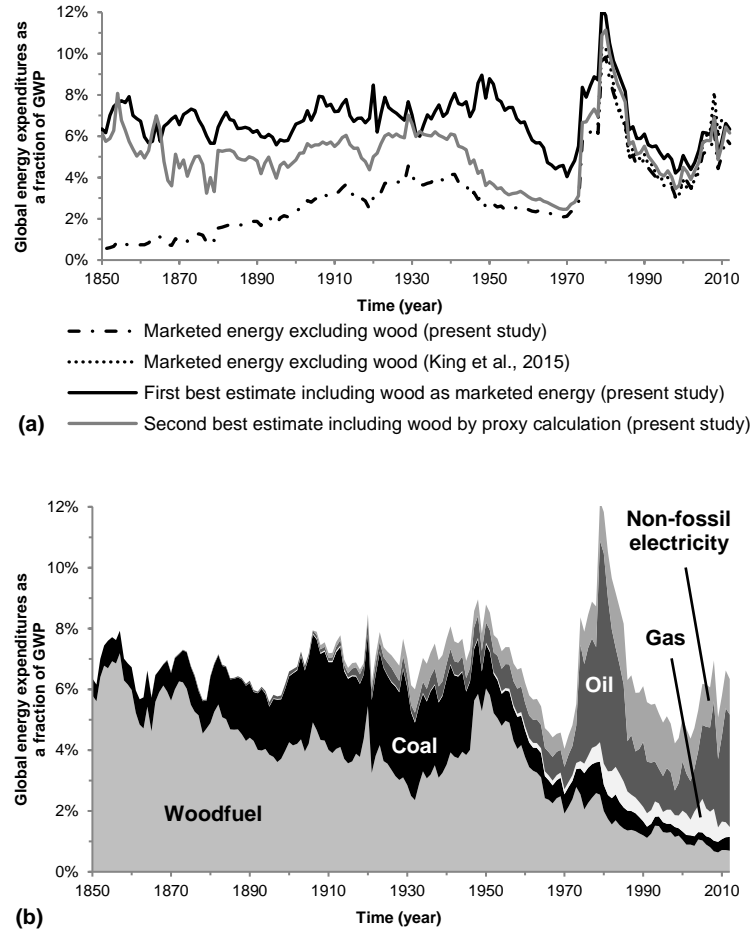 Global energy expenditures as
a fraction of GWP
12%
10%
8%
6%
4%
2%
0%
1850 1870 1890 1910 1930 1950 1970 1990 2010
Time (year)
Marketed energy excluding wood (present study)
Marketed energy excluding wood (King et al., 2015)
First best estimate including wood as marketed energy (present study)
(a)
Second best estimate including wood by proxy calculation (present study)
Global energy expenditures as
a fraction of GWP
12%
10%
8%
6%
4%
2%
0%
Non-fossil
electricity
Gas
Oil
Coal
Woodfuel
1850 1870 1890 1910 1930 1950 1970 1990 2010
(b)
Time (year)